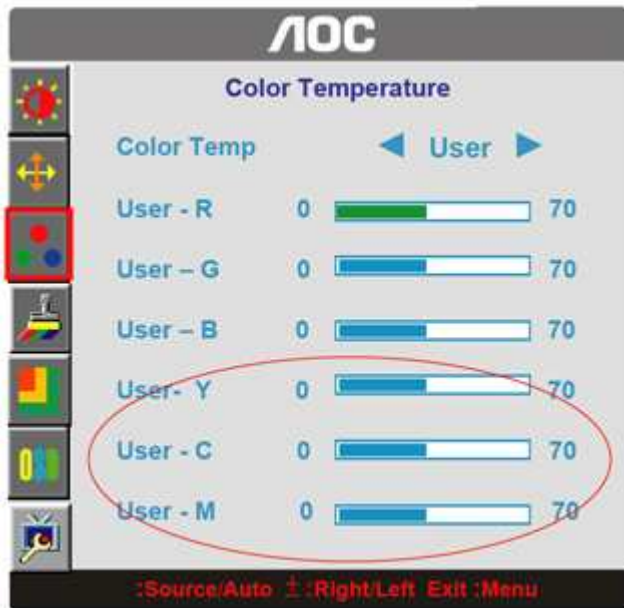 AOC
Color Temperature
Color Temp User
User - R 0 70
User – G 0 70
User – B 0 70
User- Y 0 70
User - C 0 70
User - M 0 70
:Source/Auto ± :Right/Left Exit :Menu